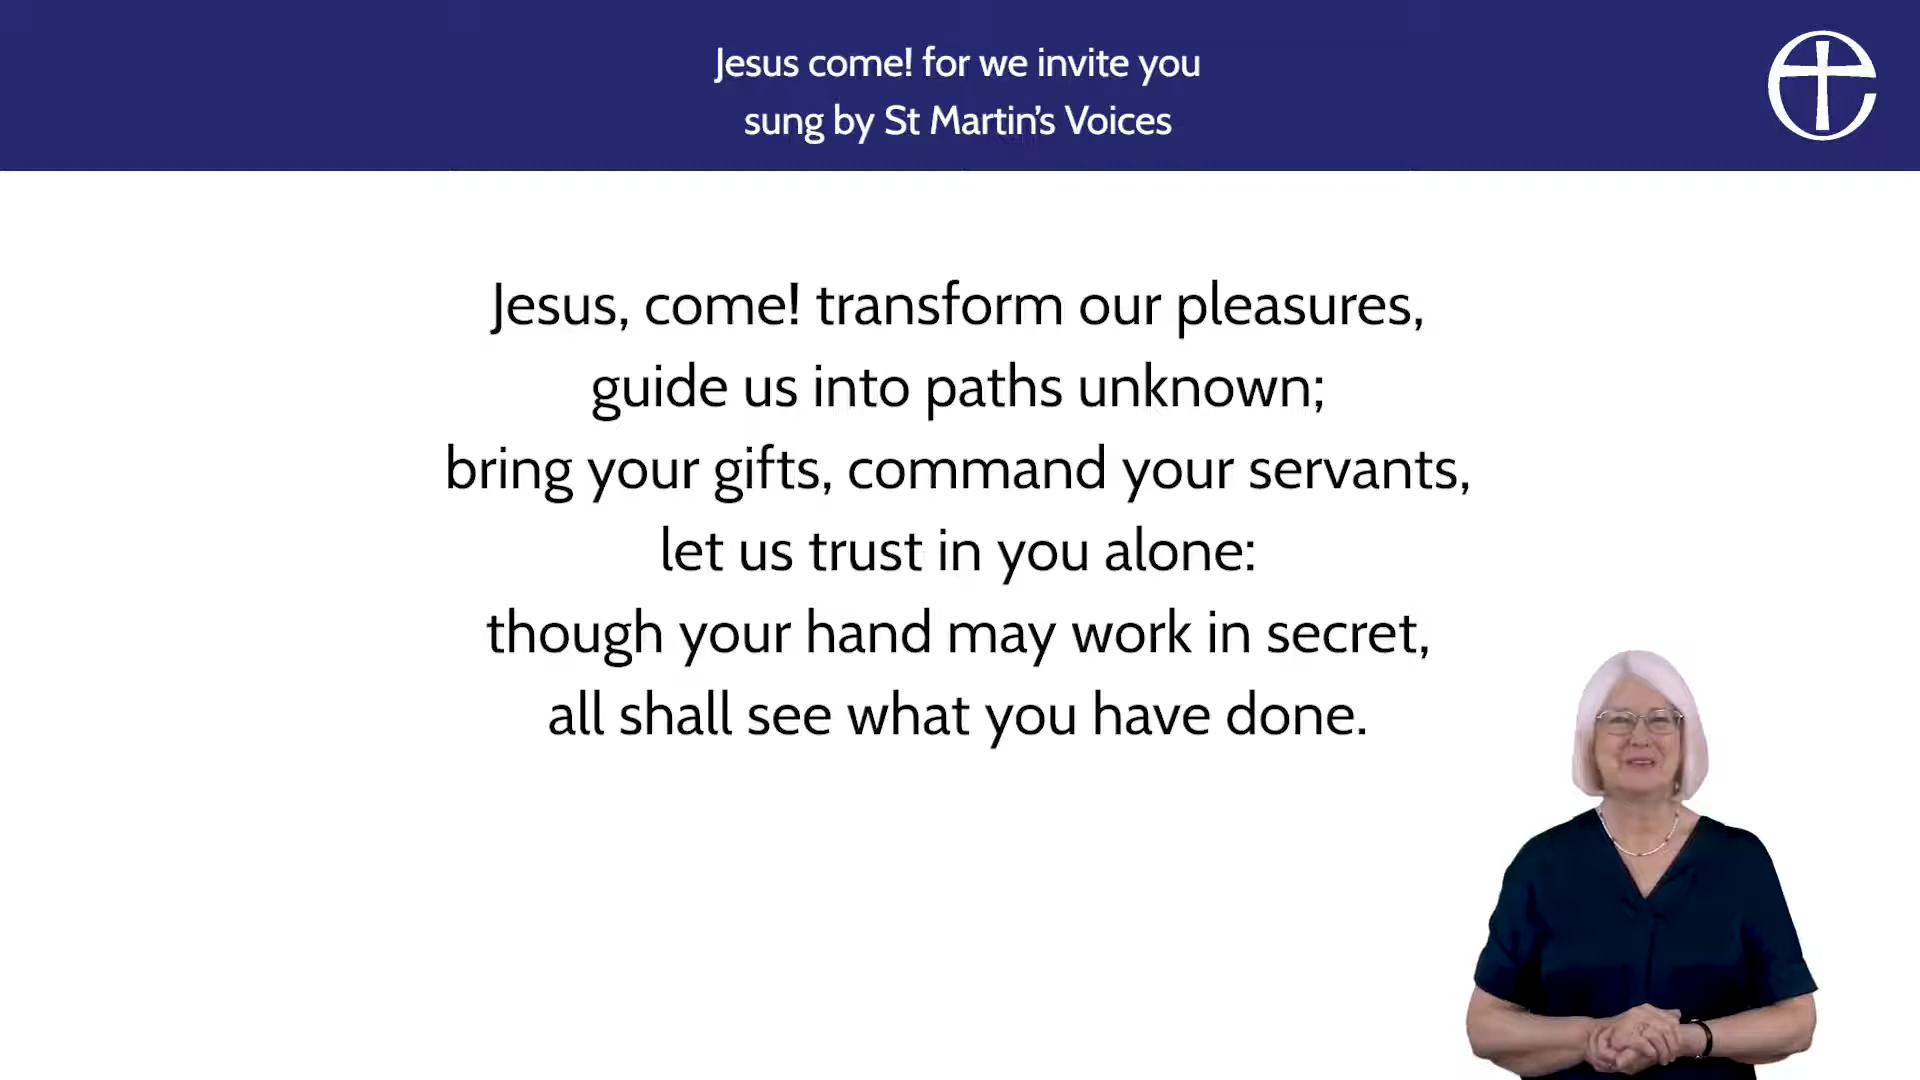 Jesus come! for we invite you
sung by St Martin's Voices
Jesus, come! transform our pleasures,
guide us into paths unknown;
bring your gifts, command your servants,
let us trust in you alone:
though your hand may work in secret,
all shall see what you have done.